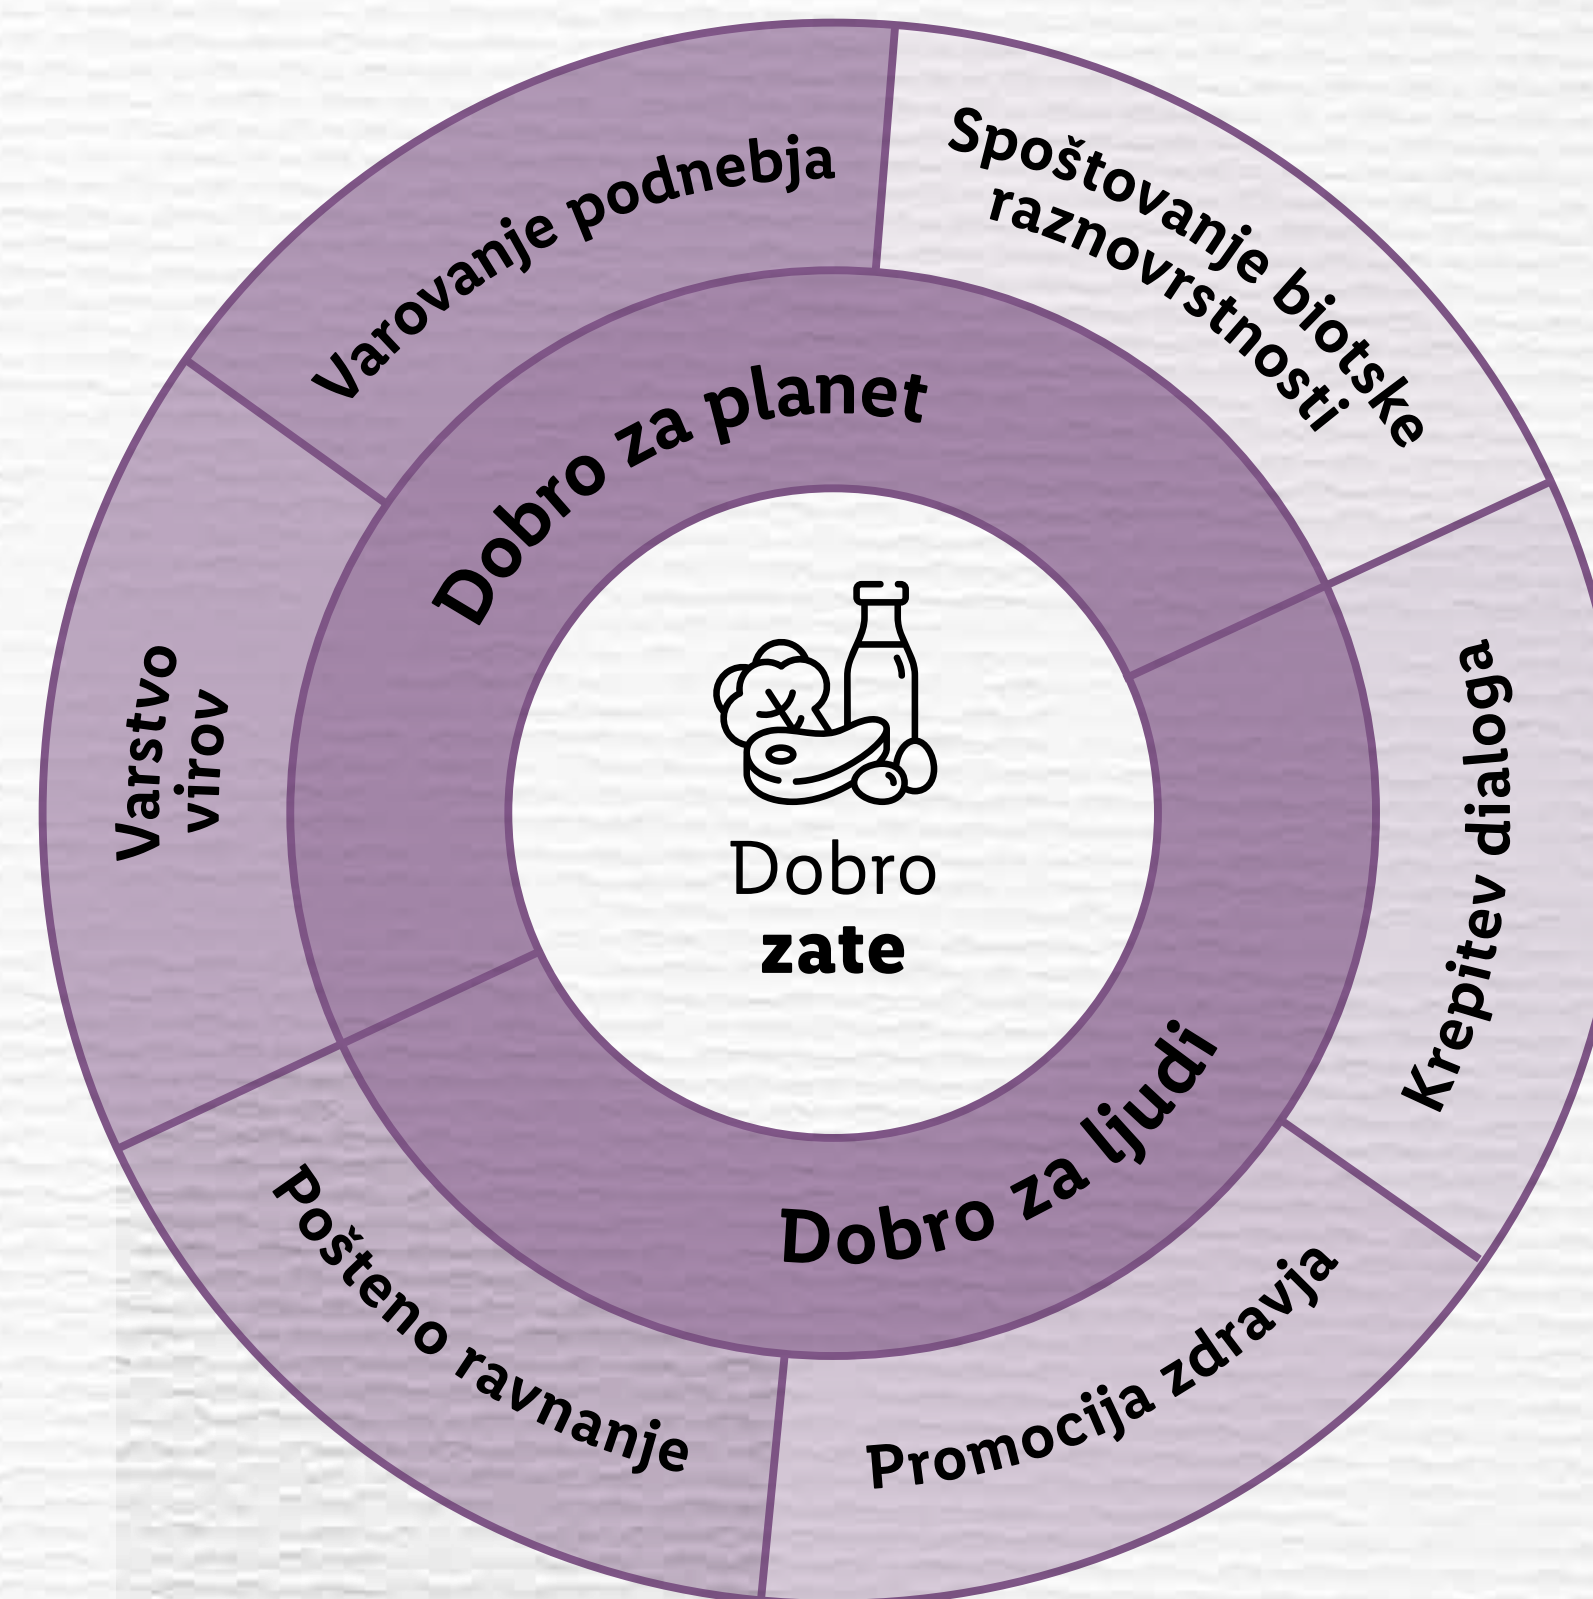 Varovanje podnebja
Spoštovanje biotske
raznovrstnosti
Dobro za planet
Varstvo
virov
Krepitev dialoga
Dobro
zate
Dobro za ljudi
Pošteno ravnanje
Promocija zdravja